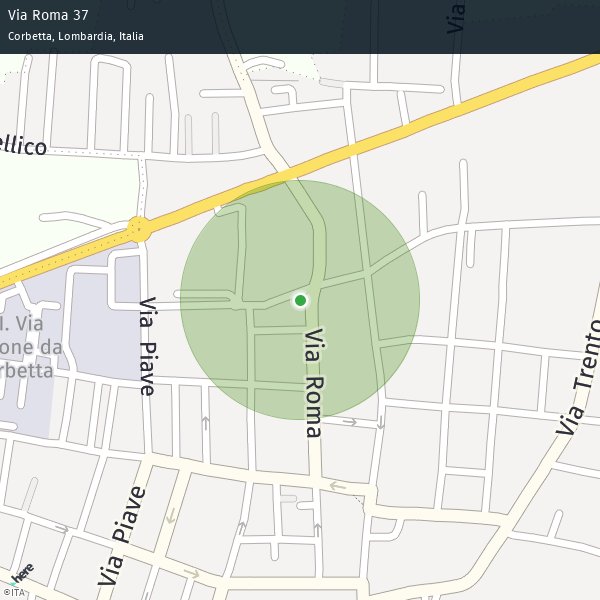 Via Roma 37
Corbetta, Lombardia, Italia
Via
ellico
I. Via
one da
rbetta
Via Piave
Via Roma
Via Trento
Via Piave
here
©ITA